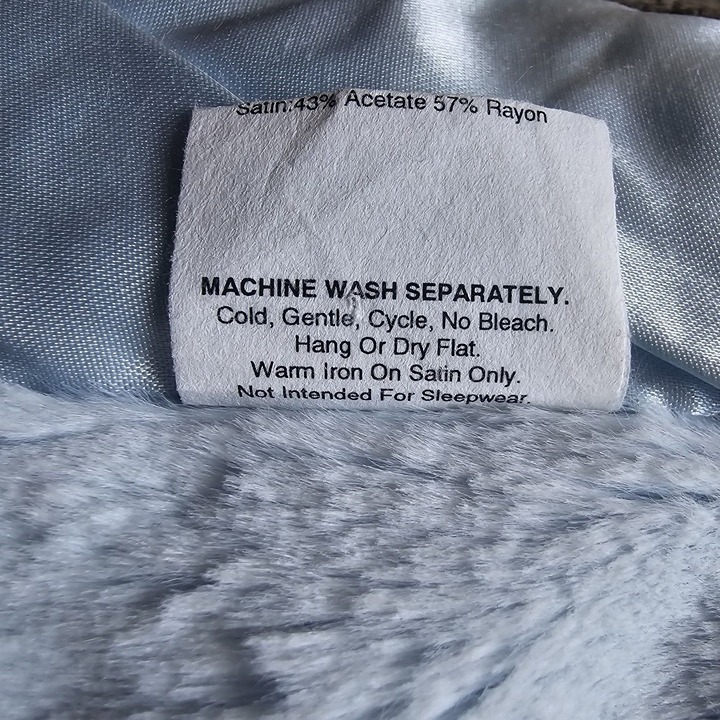 Satin:43% Acetate 57% Rayon
MACHINE WASH SEPARATELY.
Cold, Gentle, Cycle, No Bleach.
Hang Or Dry Flat.
Warm Iron On Satin Only.
Not Intended For Sleepwear.